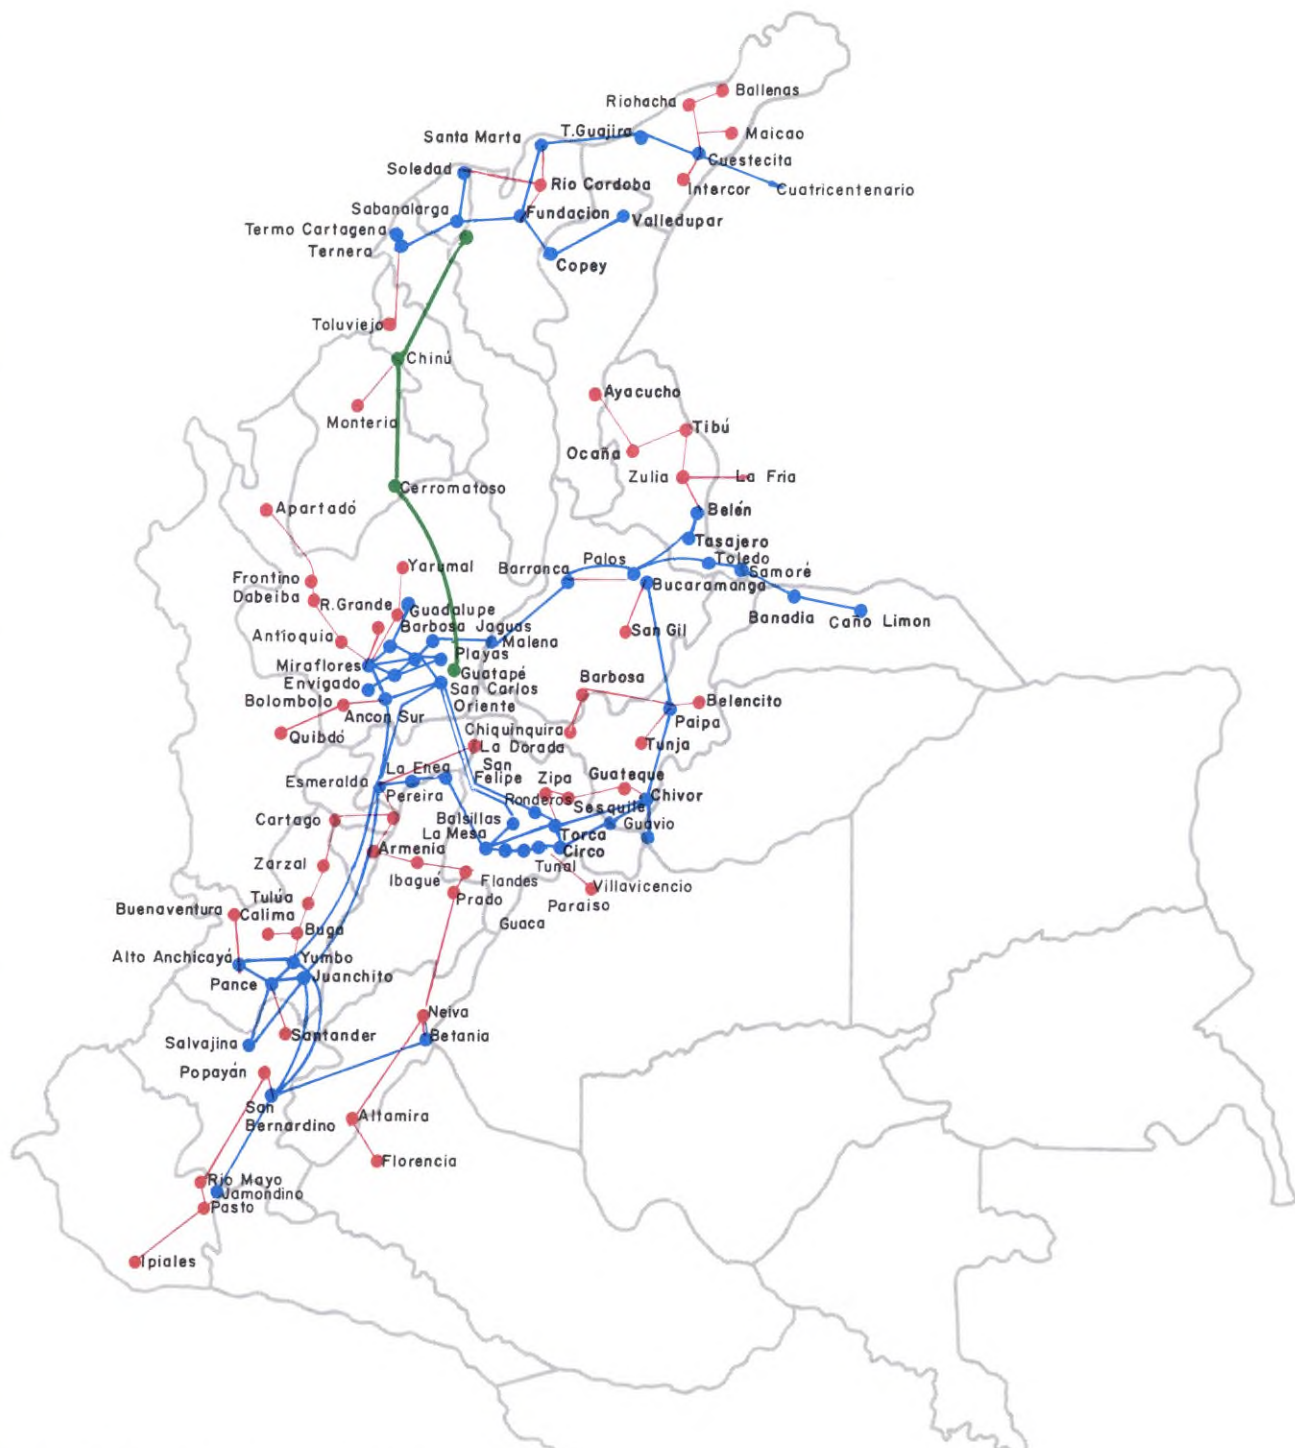 Ballenas
Riohacha
Maicao
T.Guajira
Santa Marta
Cuestecita
Soledad
Rio Cordoba
Intercor
Cuatricentenario
Sabanalarga
Fundacion
Valledupar
Termo Cartagena
Ternera
Copey
Toluviejo
Chinú
Ayacucho
Monteria
Tibú
Ocaña
Zulia
La Fria
Cerromatoso
Apartadó
Belén
Tasajero
Palos
Toledo
Yarumal
Barranca
Samoré
Frontino
Bucaramanga
Dabeiba
R.Grande
Guadalupe
Banadia
Caño Limon
Barbosa
Jaguas
San Gil
Antioquia
Malena
Miraflores
Playas
Guatapé
Envigado
San Carlos
Barbosa
Bolombolo
Oriente
Belencito
Ancon Sur
Paipa
Chiquinquira
Quibdó
La Dorada
Tunja
San
Felipe
La Enea
Esmeralda
Zipa
Guateque
Pereira
Ronderos
Chivor
Sesquile
Cartago
Balsillas
Guavio
La Mesa
Torca
Armenia
Circo
Zarzal
Tunal
Ibagué
Flandes
Villavicencio
Tulúa
Prado
Paraiso
Buenaventura
Calima
Guaca
Buga
Alto Anchicayá
Yumbo
Juanchito
Pance
Neiva
Santander
Betania
Salvajina
Popayán
San
Bernardino
Altamira
Florencia
Rio Mayo
Jamondino
Pasto
Ipiales